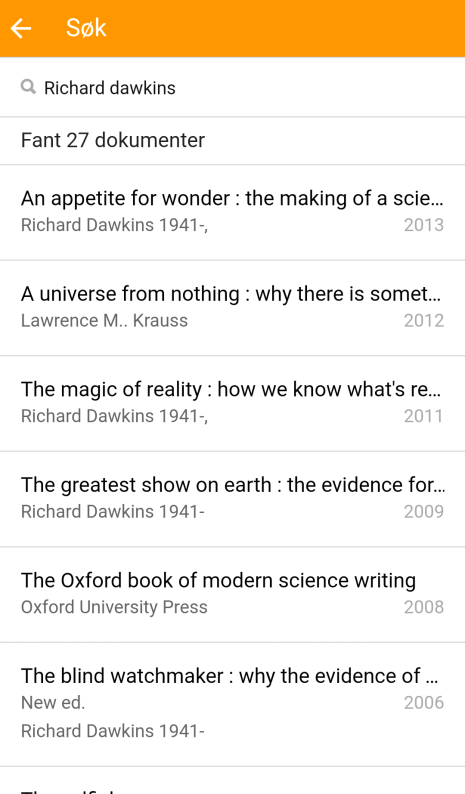 Søk
Richard dawkins
Fant 27 dokumenter
An appetite for wonder : the making of a scie...
Richard Dawkins 1941-, 2013
A universe from nothing : why there is somet...
Lawrence M.. Krauss 2012
The magic of reality : how we know what's re...
Richard Dawkins 1941-, 2011
The greatest show on earth : the evidence for...
Richard Dawkins 1941- 2009
The Oxford book of modern science writing
Oxford University Press 2008
The blind watchmaker : why the evidence of ...
New ed. 2006
Richard Dawkins 1941-